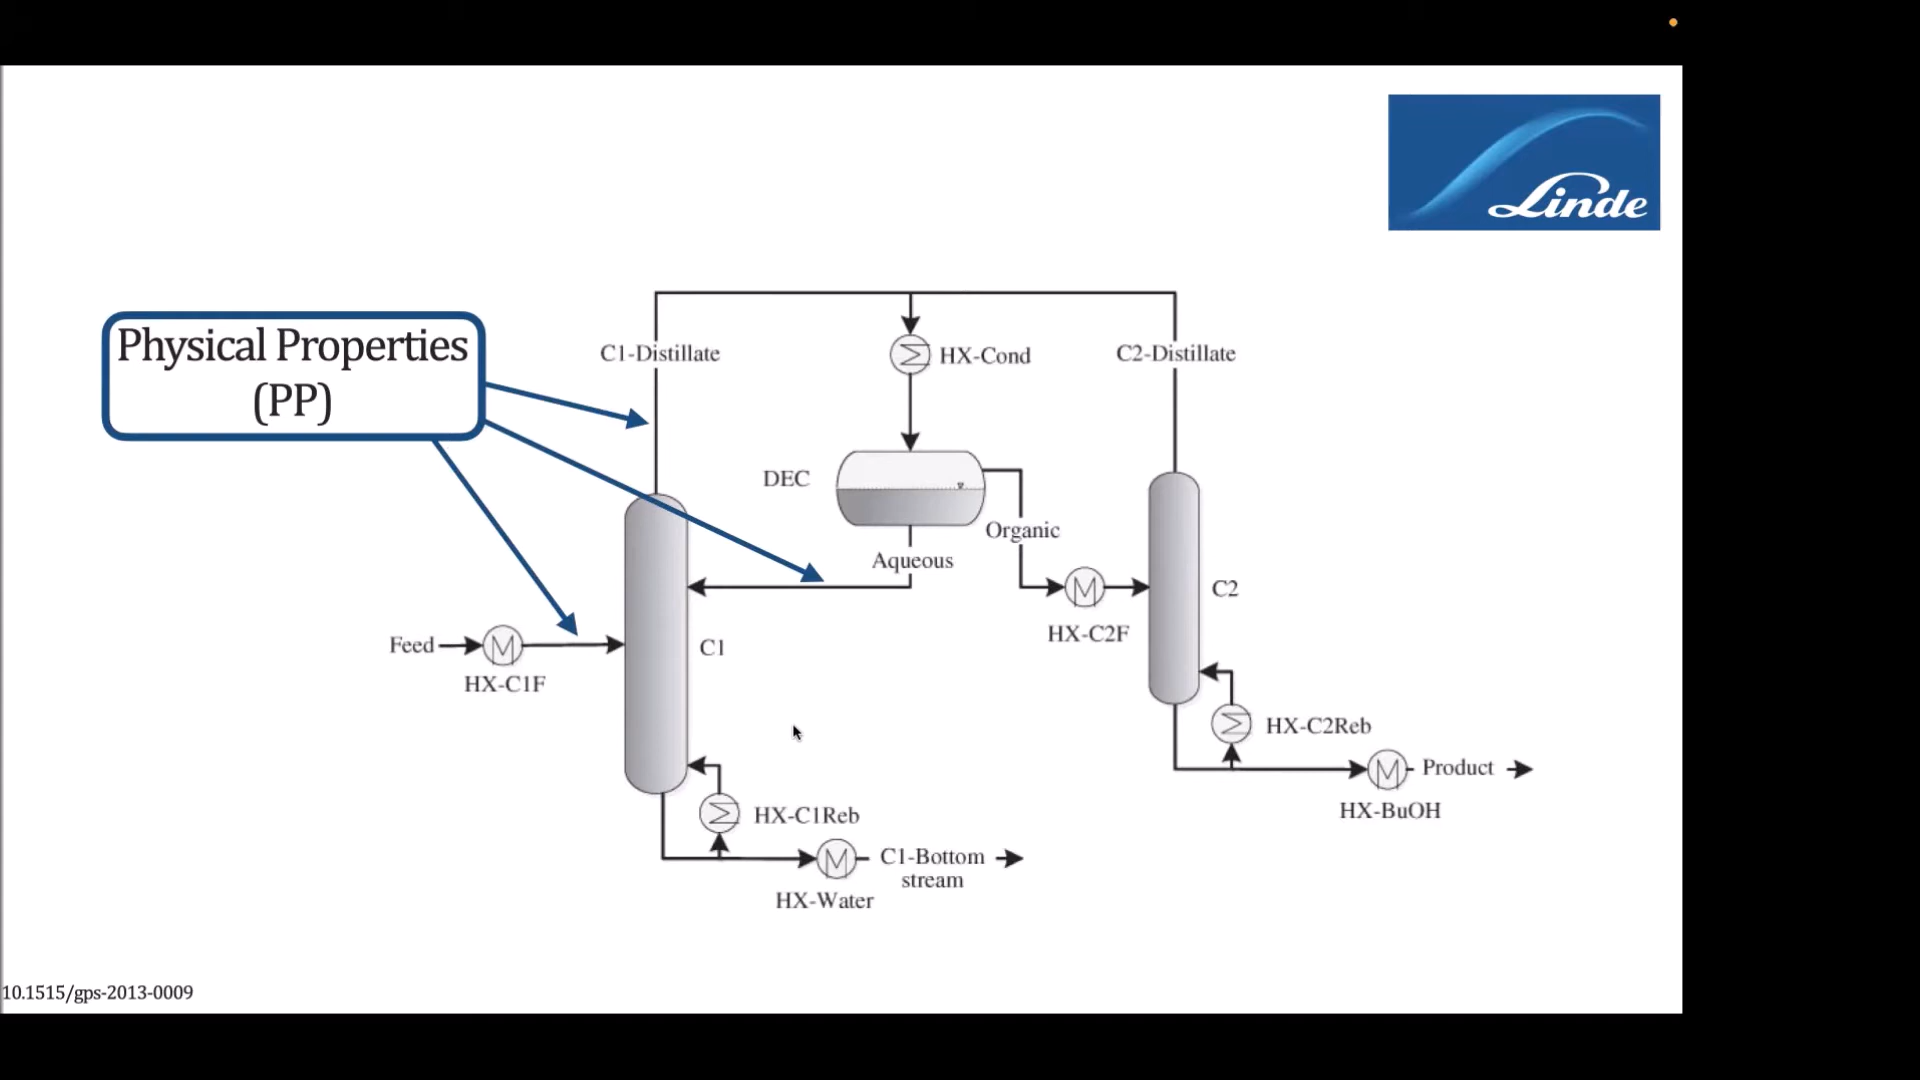 Linde
Physical Properties
(PP)
C1-Distillate
HX-Cond
C2-Distillate
DEC
Organic
Aqueous
C2
HX-C2F
Feed
C1
HX-C1F
HX-C2Reb
Product
HX-BuOH
HX-C1Reb
C1-Bottom
stream
HX-Water
10.1515/gps-2013-0009